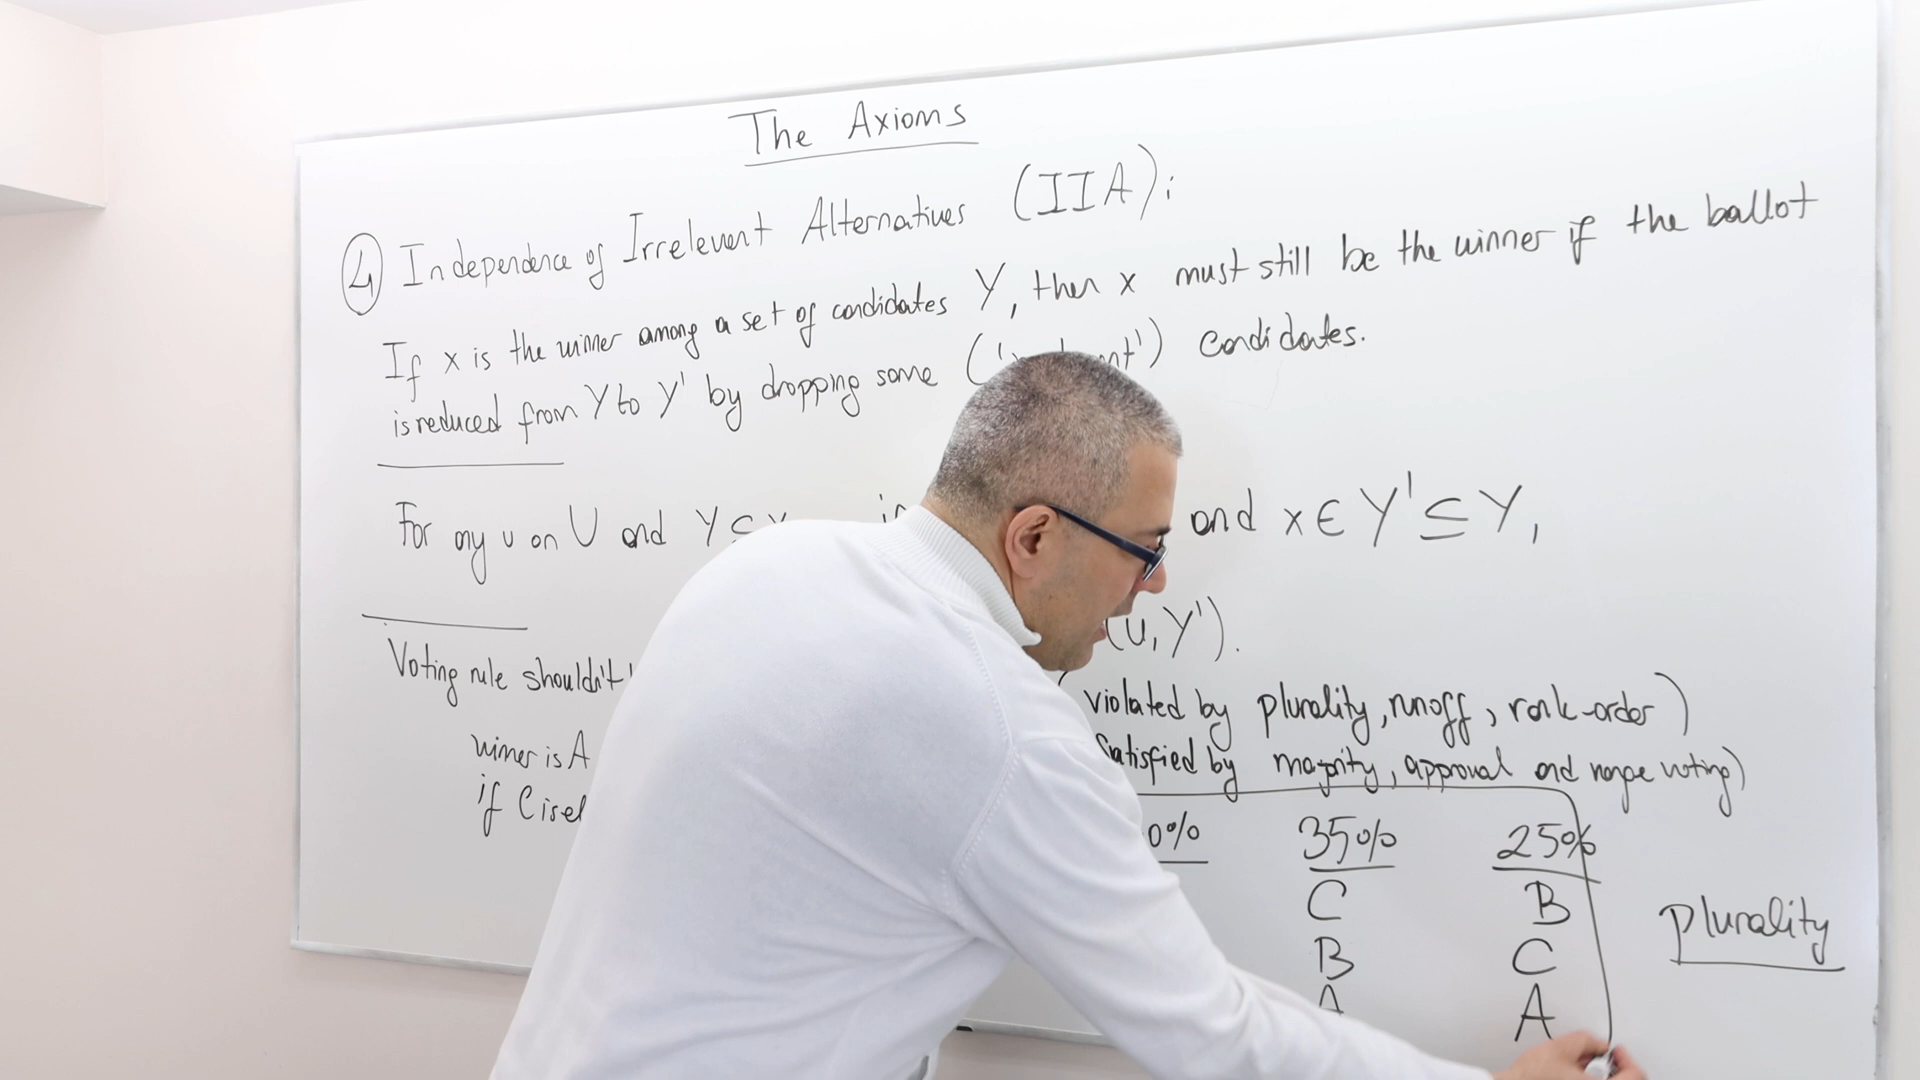 The Axioms
4 Independence of Irrelevent Alternatives (IIA):
If x is the winner among a set of candidates Y, then x must still be the winner if the ballot
is reduced from Y to Y' by dropping some candidates.
For any u on U and Y and x ∈ Y' ⊆ Y,
(U, Y').
Voting rule shouldn't
(violated by plurality, runoff, rank-order)
winner is A
Satisfied by majority, approval and range voting)
if C is
0% 35% 25%
C B
B C
A A
plurality